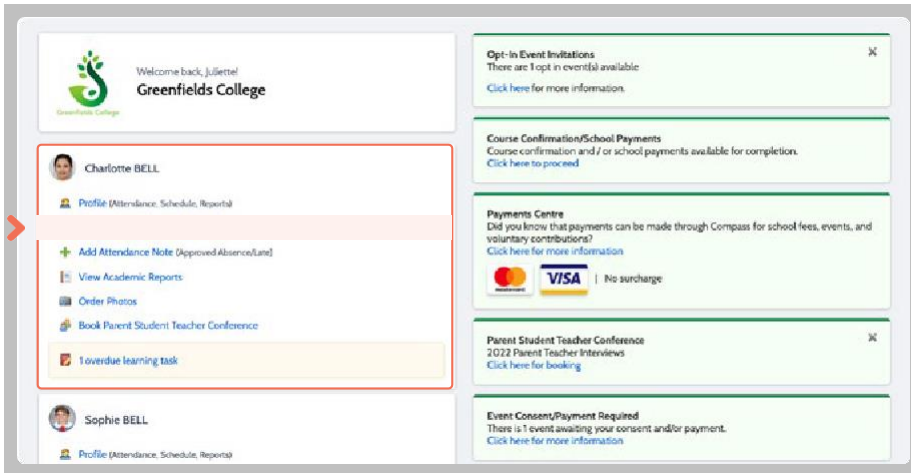 Greenfields College
Welcome back, Juliette!
Greenfields College
Charlotte BELL
Profile (Attendance, Schedule, Reports)
Add Attendance Note (Approved Absence/Late)
View Academic Reports
Order Photos
Book Parent Student Teacher Conference
1 overdue learning task
Sophie BELL
Profile (Attendance, Schedule, Reports)
Opt-In Event Invitations
There are 1 opt in event(s) available
Click here for more information.
Course Confirmation/School Payments
Course confirmation and / or school payments available for completion.
Click here to proceed
Payments Centre
Did you know that payments can be made through Compass for school fees, events, and
voluntary contributions?
Click here for more information
mastercard
VISA | No surcharge
Parent Student Teacher Conference
2022 Parent Teacher Interviews
Click here for booking
Event Consent/Payment Required
There is 1 event awaiting your consent and/or payment.
Click here for more information